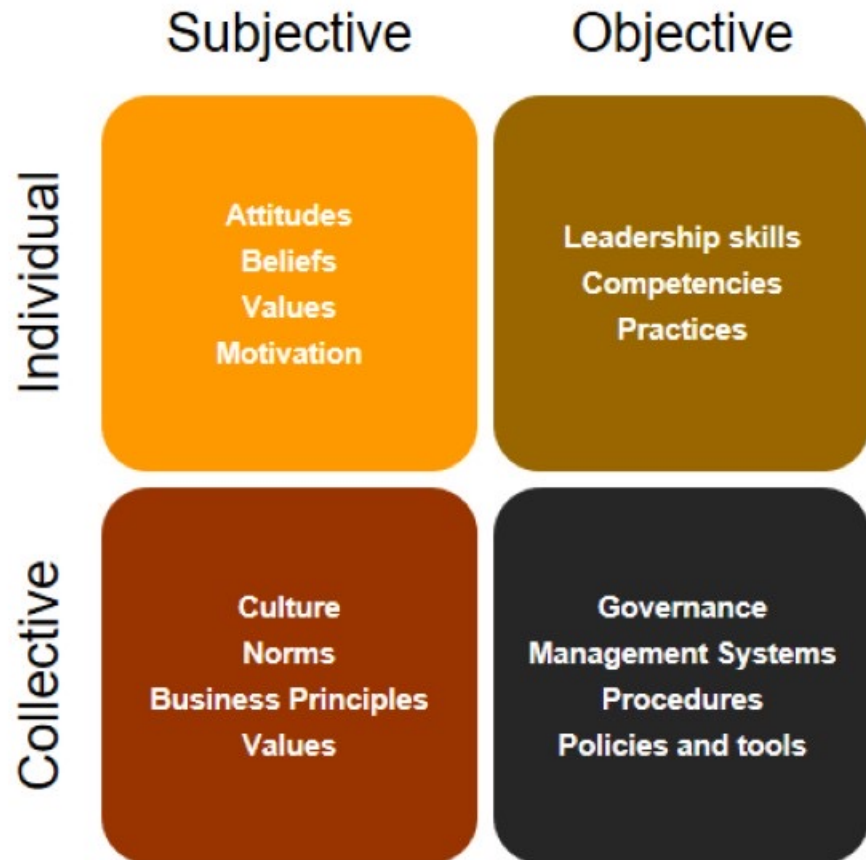 Subjective
Objective
Individual
Attitudes
Beliefs
Values
Motivation
Leadership skills
Competencies
Practices
Collective
Culture
Norms
Business Principles
Values
Governance
Management Systems
Procedures
Policies and tools